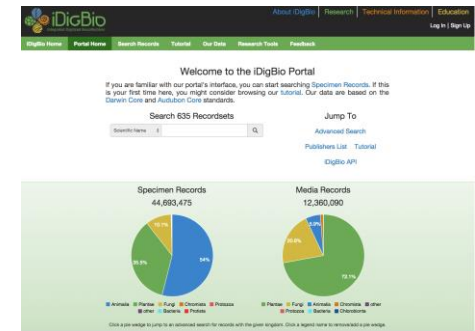 iDigBio
About iDigBio | Research | Technical Information | Education
Log In | Sign Up
iDigBio Home Portal Home Search Records Tutorial Our Data Research Tools Feedback
Welcome to the iDigBio Portal
If you are familiar with our portal's interface, you can start searching Specimen Records. If this
is your first time here, you might consider browsing our tutorial. Our data are based on the
Darwin Core and Audubon Core standards.
Search 635 Recordsets
Jump To
Scientific Name
Advanced Search
Publishers List Tutorial
iDigBio API
Specimen Records
Media Records
44,693,475
12,360,090
10.1%
54%
72.1%
Animalia Plantae Fungi Chromista Protozoa
other Bacteria Protista
Plantae Fungi Animalia Chromista other
Protozoa Bacteria
Click a pie wedge to jump to an advanced search for records with the given kingdom. Click a legend name to remove/add a pie wedge.